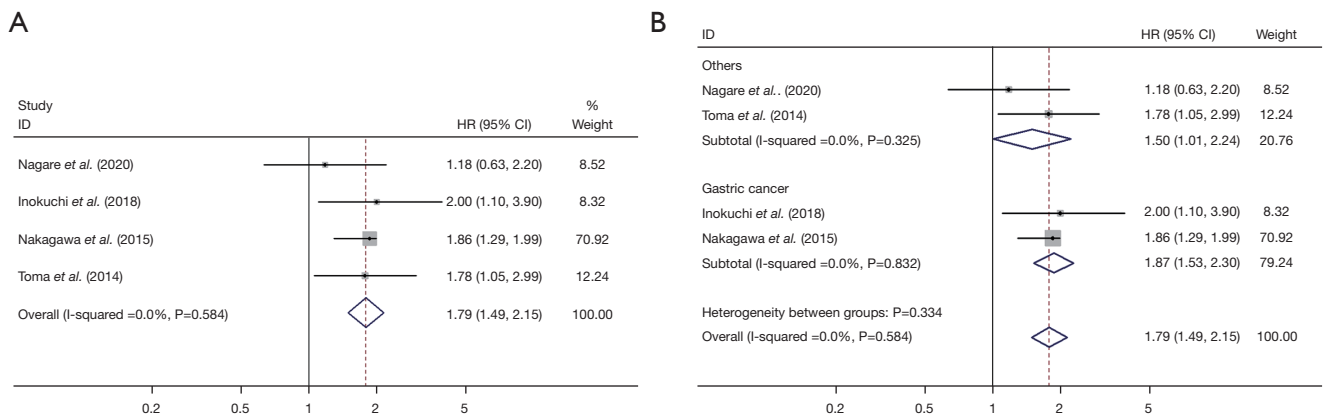 A
Study %
ID HR (95% CI) Weight
Nagare et al. (2020) 1.18 (0.63, 2.20) 8.52
Inokuchi et al. (2018) 2.00 (1.10, 3.90) 8.32
Nakagawa et al. (2015) 1.86 (1.29, 1.99) 70.92
Toma et al. (2014) 1.78 (1.05, 2.99) 12.24
Overall (I-squared =0.0%, P=0.584) 1.79 (1.49, 2.15) 100.00
0.2 0.5 1 2 5
B
ID HR (95% CI) Weight
Others
Nagare et al.. (2020) 1.18 (0.63, 2.20) 8.52
Toma et al. (2014) 1.78 (1.05, 2.99) 12.24
Subtotal (I-squared =0.0%, P=0.325) 1.50 (1.01, 2.24) 20.76
Gastric cancer
Inokuchi et al. (2018) 2.00 (1.10, 3.90) 8.32
Nakagawa et al. (2015) 1.86 (1.29, 1.99) 70.92
Subtotal (I-squared =0.0%, P=0.832) 1.87 (1.53, 2.30) 79.24
Heterogeneity between groups: P=0.334
Overall (I-squared =0.0%, P=0.584) 1.79 (1.49, 2.15) 100.00
0.2 0.5 1 2 5